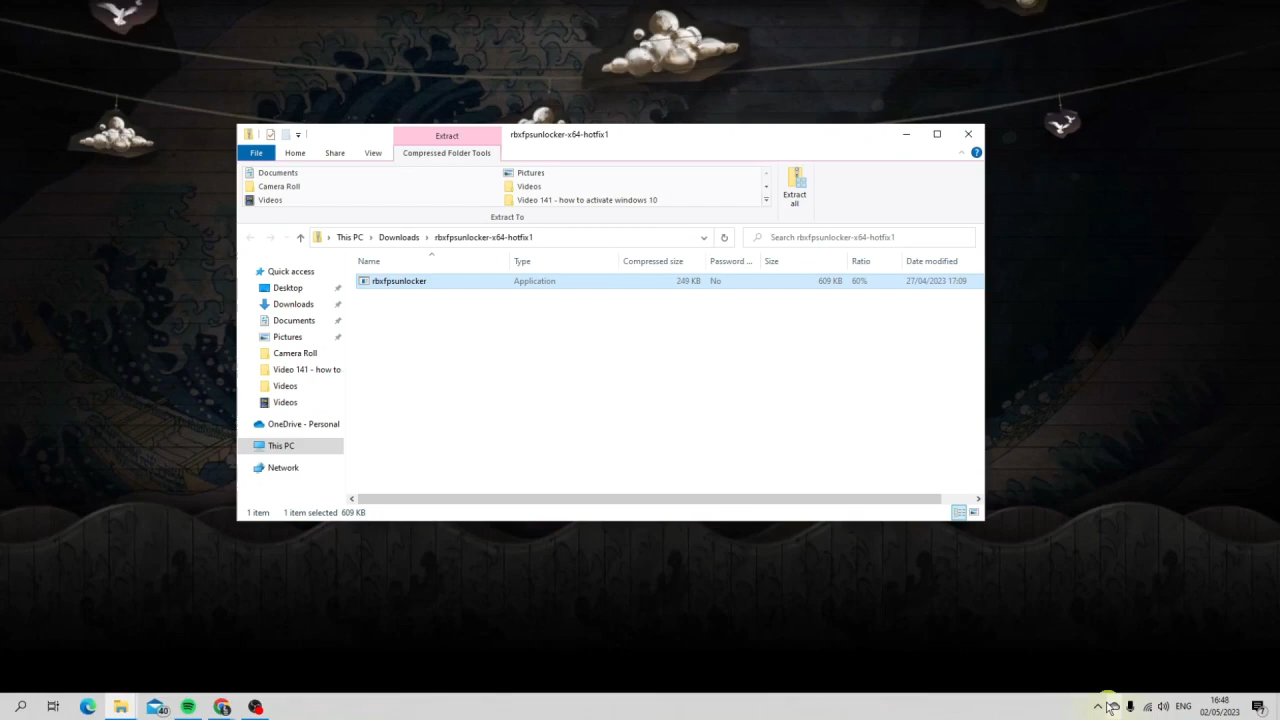 Extract
rbxfpsunlocker-x64-hotfix1
File Home Share View Compressed Folder Tools
Documents Pictures
Camera Roll Videos
Videos Video 141 - how to activate windows 10
Extract all
Extract To
This PC > Downloads > rbxfpsunlocker-x64-hotfix1
Search rbxfpsunlocker-x64-hotfix1
Name Type Compressed size Password ... Size Ratio Date modified
rbxfpsunlocker Application 249 KB No 609 KB 60% 27/04/2023 17:09
Quick access
Desktop
Downloads
Documents
Pictures
Camera Roll
Video 141 - how to
Videos
Videos
OneDrive - Personal
This PC
Network
1 item 1 item selected 609 KB
40
ENG
16:48
02/05/2023
7